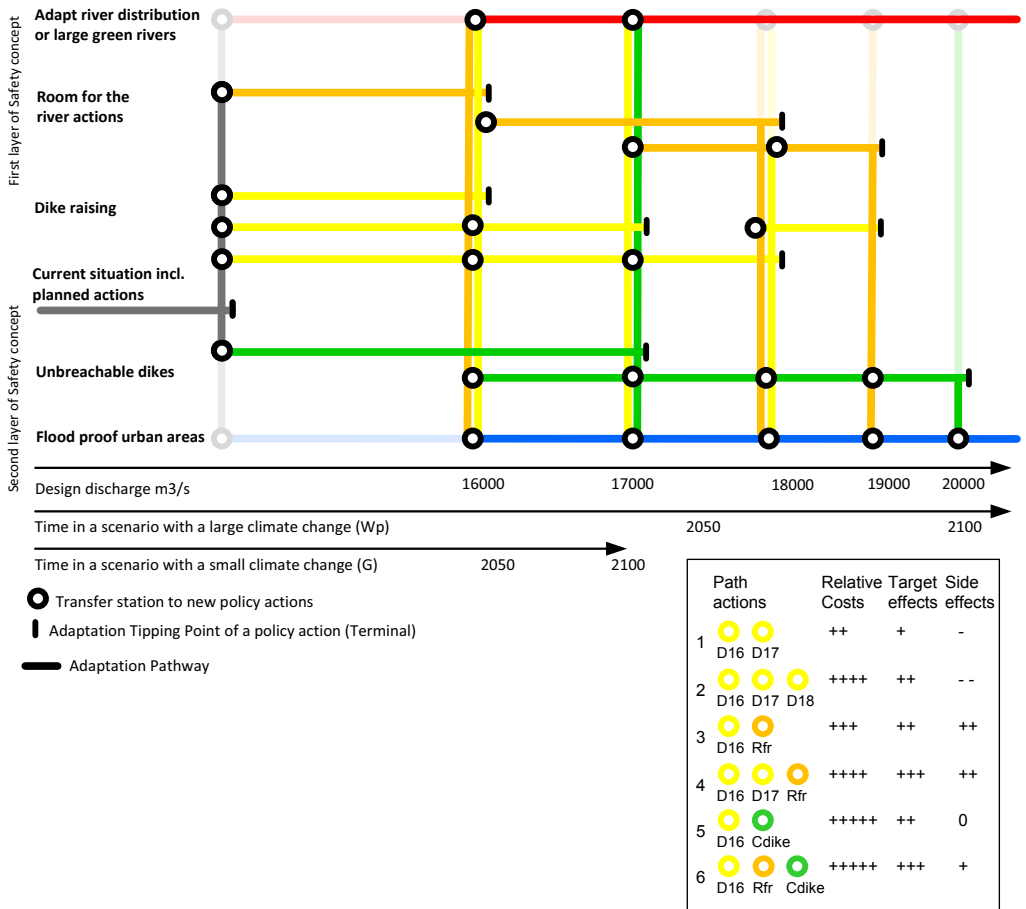 First layer of Safety concept
Second layer of Safety concept
Adapt river distribution
or large green rivers
Room for the
river actions
Dike raising
Current situation incl.
planned actions
Unbreachable dikes
Flood proof urban areas
Design discharge m3/s
16000 17000 18000 19000 20000
Time in a scenario with a large climate change (Wp) 2050 2100
Time in a scenario with a small climate change (G) 2050 2100
Transfer station to new policy actions
Adaptation Tipping Point of a policy action (Terminal)
Adaptation Pathway
Path Relative Target Side
actions Costs effects effects
1 ++ + -
D16 D17
2 ++++ ++ - -
D16 D17 D18
3 +++ ++ ++
D16 Rfr
4 ++++ +++ ++
D16 D17 Rfr
5 +++++ ++ 0
D16 Cdike
6 +++++ +++ +
D16 Rfr Cdike